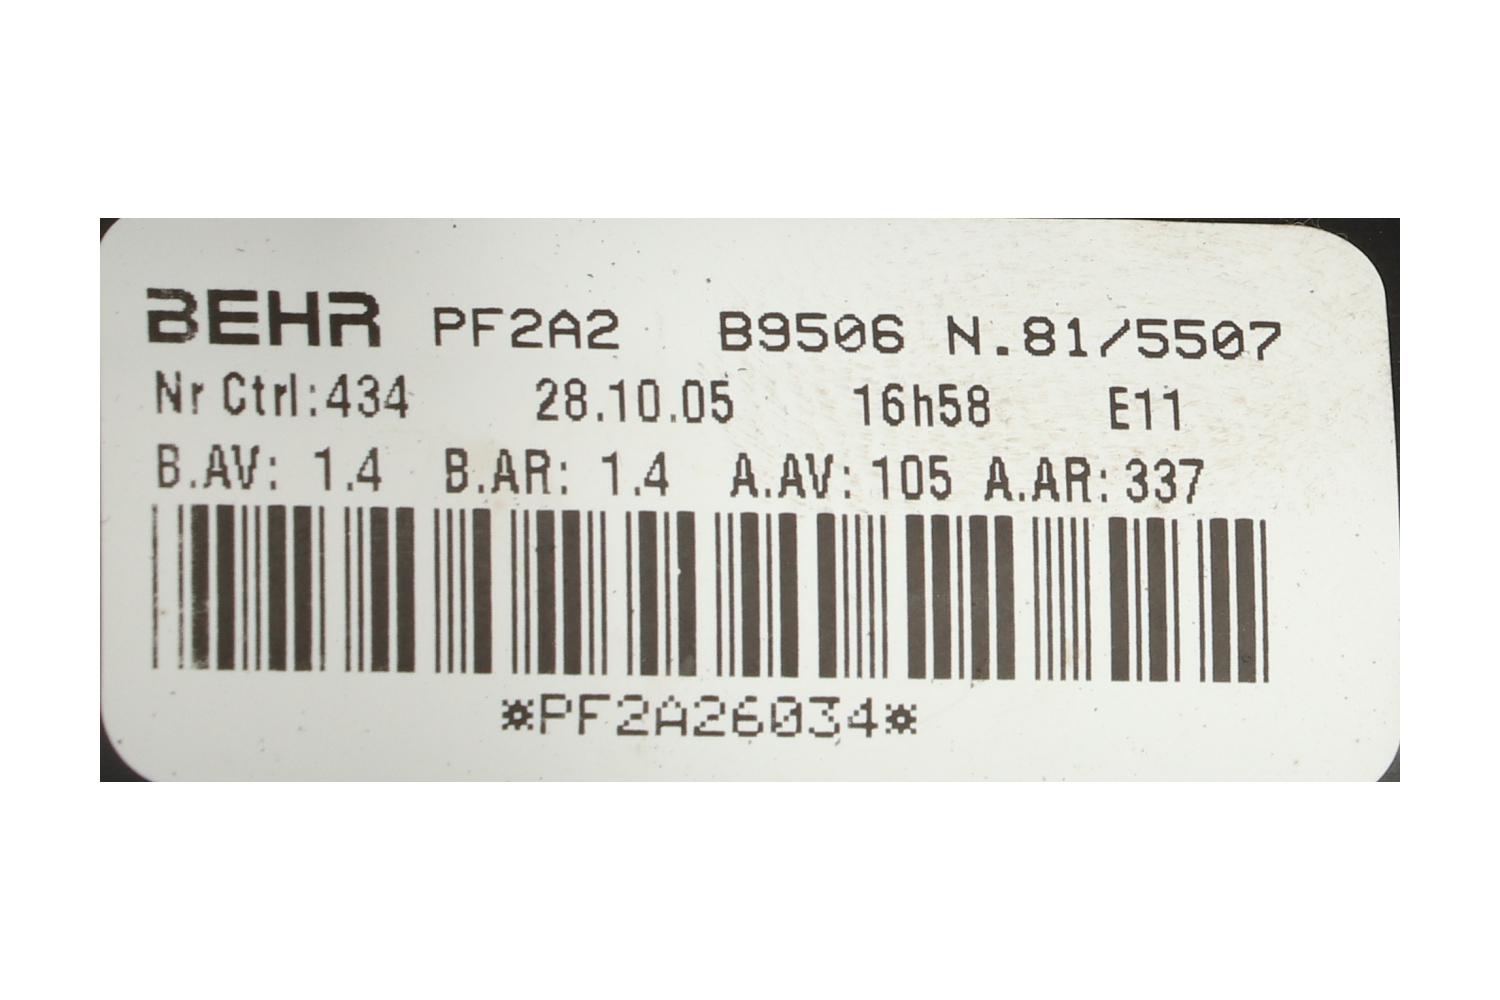 BEHR PF2A2 B9506 N.81/5507
Nr Ctrl:434 28.10.05 16h58 E11
B.AV: 1.4 B.AR: 1.4 A.AV:105 A.AR:337
*PF2A26034*